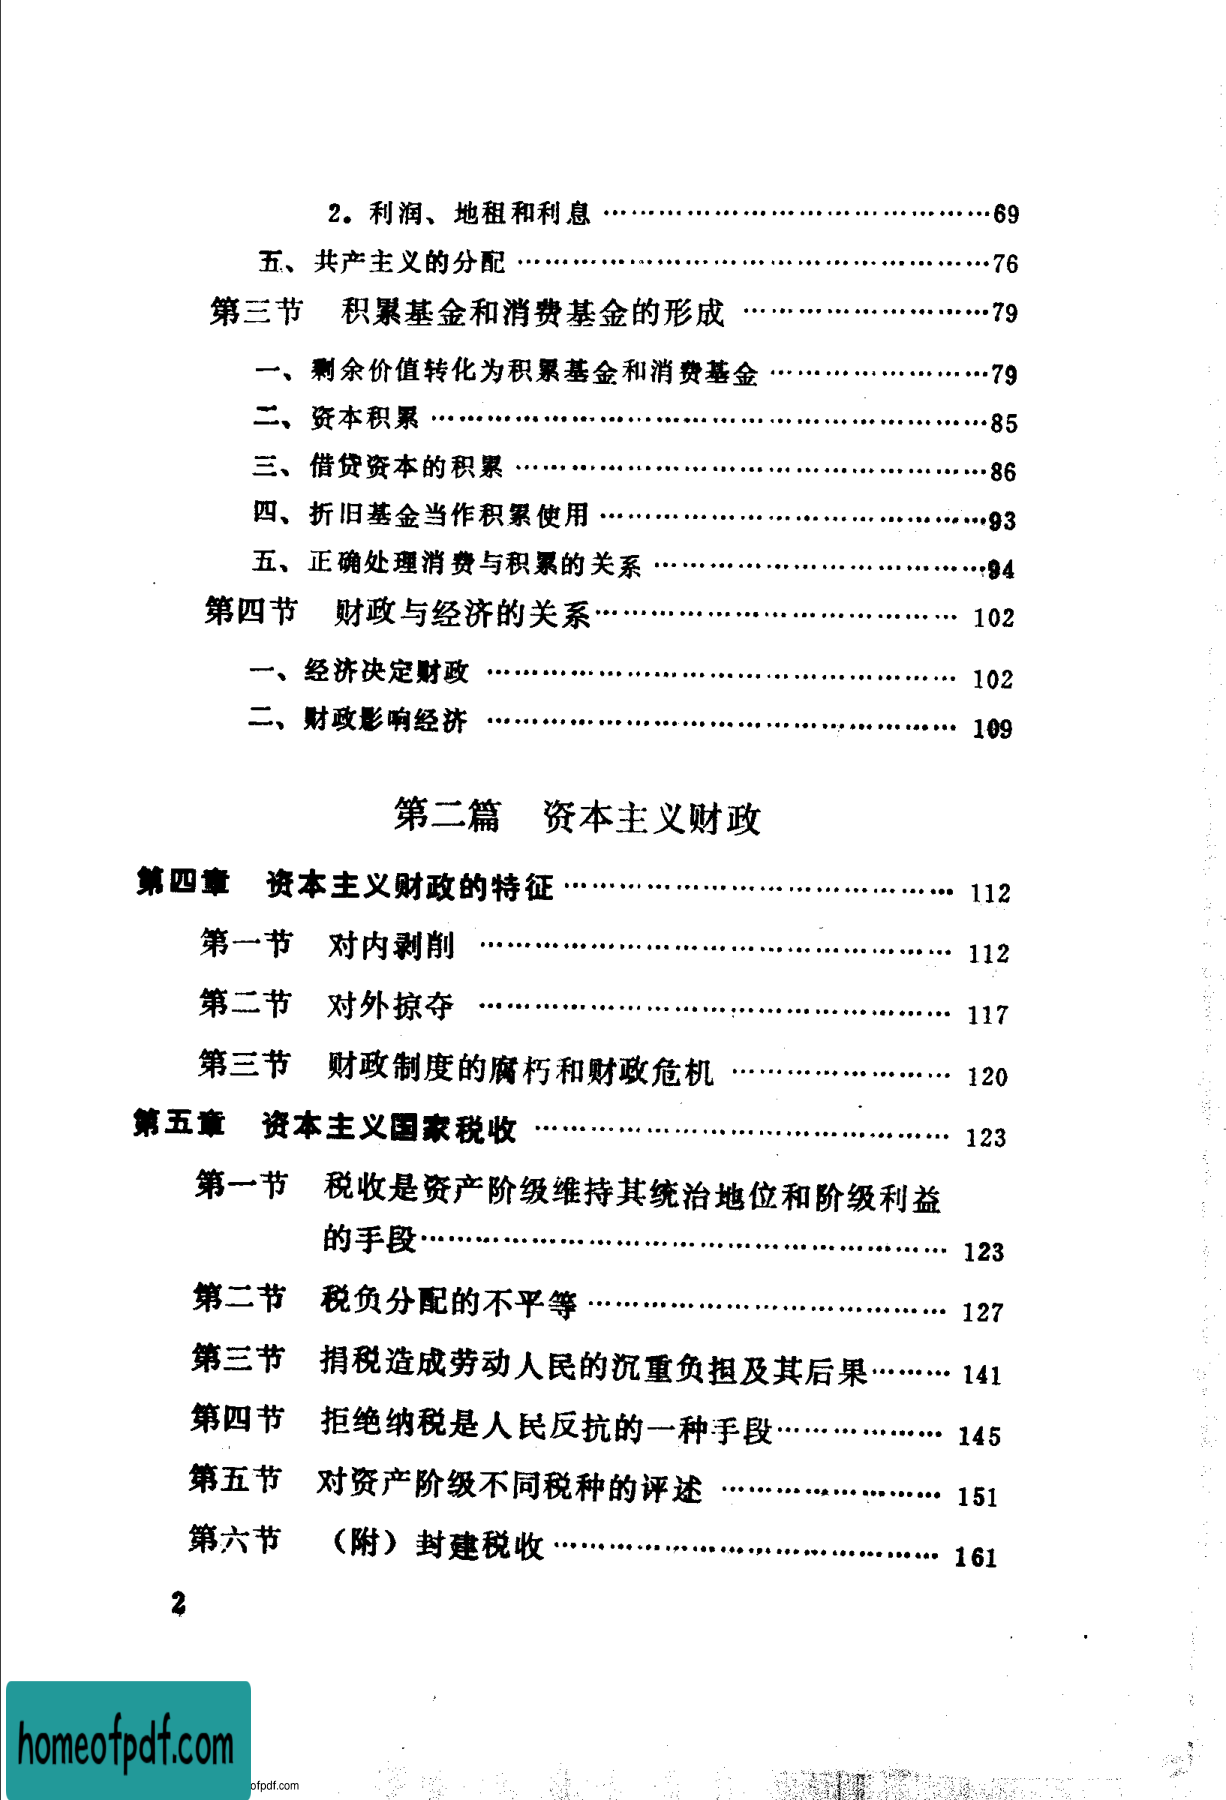 2. 利润、地租和利息 ……………………………………69
五、共产主义的分配 ……………………………………………76
第三节 积累基金和消费基金的形成 ………………………79
一、剩余价值转化为积累基金和消费基金 ……………………79
二、资本积累 ……………………………………………………85
三、借贷资本的积累 ……………………………………………86
四、折旧基金当作积累使用 ……………………………………93
五、正确处理消费与积累的关系 ………………………………94
第四节 财政与经济的关系………………………………… 102
一、经济决定财政 …………………………………………… 102
二、财政影响经济 …………………………………………… 109
第二篇 资本主义财政
第四章 资本主义财政的特征…………………………………… 112
第一节 对内剥削 …………………………………………… 112
第二节 对外掠夺 …………………………………………… 117
第三节 财政制度的腐朽和财政危机 …………………… 120
第五章 资本主义国家税收 ……………………………………… 123
第一节 税收是资产阶级维持其统治地位和阶级利益
的手段………………………………………………… 123
第二节 税负分配的不平等 ………………………………… 127
第三节 捐税造成劳动人民的沉重负担及其后果……… 141
第四节 拒绝纳税是人民反抗的一种手段……………… 145
第五节 对资产阶级不同税种的评述 …………………… 151
第六节 （附）封建税收 …………………………………… 161
2
homeofpdf.com
ofpdf.com